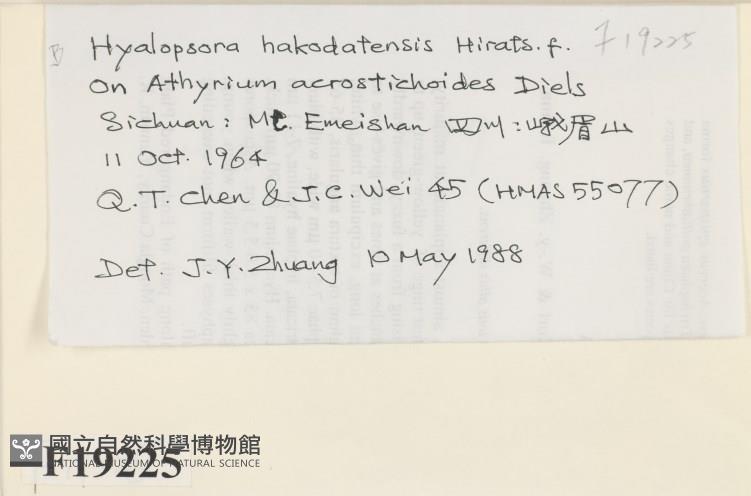 B Hyalopsora hakodatensis Hirats.f. F19225
On Athyrium acrostichoides Diels
Sichuan: Mt. Emeishan 四川:峨眉山
11 Oct. 1964
Q.T. Chen & J.C. Wei 45 (HMAS 55077)
Det. J.Y. Zhuang 10 May 1988
國立自然科學博物館
NATIONAL MUSEUM OF NATURAL SCIENCE
F19225